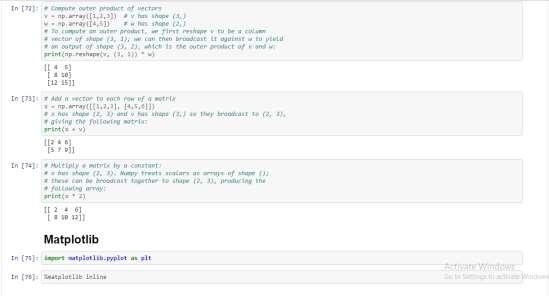 In [72]: # Compute outer product of vectors
v = np.array([1,2,3]) # v has shape (3,)
w = np.array([4,5]) # w has shape (2,)
# To compute an outer product, we first reshape v to be a column
# vector of shape (3, 1); we can then broadcast it against w to yield
# an output of shape (3, 2), which is the outer product of v and w:
print(np.reshape(v, (3, 1)) * w)
[[ 4 5]
[ 8 10]
[12 15]]
In [73]: # Add a vector to each row of a matrix
x = np.array([[1,2,3], [4,5,6]])
# x has shape (2, 3) and v has shape (3,) so they broadcast to (2, 3),
# giving the following matrix:
print(x + v)
[[2 4 6]
[5 7 9]]
In [74]: # Multiply a matrix by a constant:
# x has shape (2, 3). Numpy treats scalars as arrays of shape ();
# these can be broadcast together to shape (2, 3), producing the
# following array:
print(x * 2)
[[ 2 4 6]
[ 8 10 12]]
Matplotlib
In [75]: import matplotlib.pyplot as plt
In [76]: %matplotlib inline
Activate Windows
Go to Settings to activate Windows